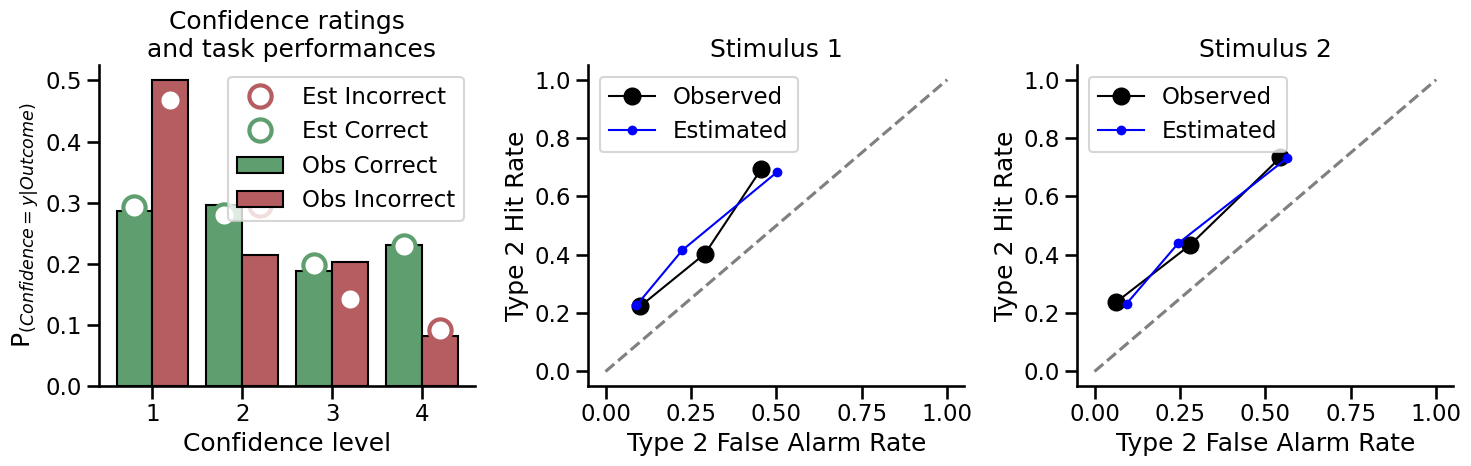 Confidence ratings
and task performances
P(Confidence = y|Outcome)
0.5
0.4
0.3
0.2
0.1
0.0
1 2 3 4
Confidence level
Est Incorrect
Est Correct
Obs Correct
Obs Incorrect
Stimulus 1
Type 2 Hit Rate
1.0
0.8
0.6
0.4
0.2
0.0
0.00 0.25 0.50 0.75 1.00
Type 2 False Alarm Rate
Observed
Estimated
Stimulus 2
Type 2 Hit Rate
1.0
0.8
0.6
0.4
0.2
0.0
0.00 0.25 0.50 0.75 1.00
Type 2 False Alarm Rate
Observed
Estimated